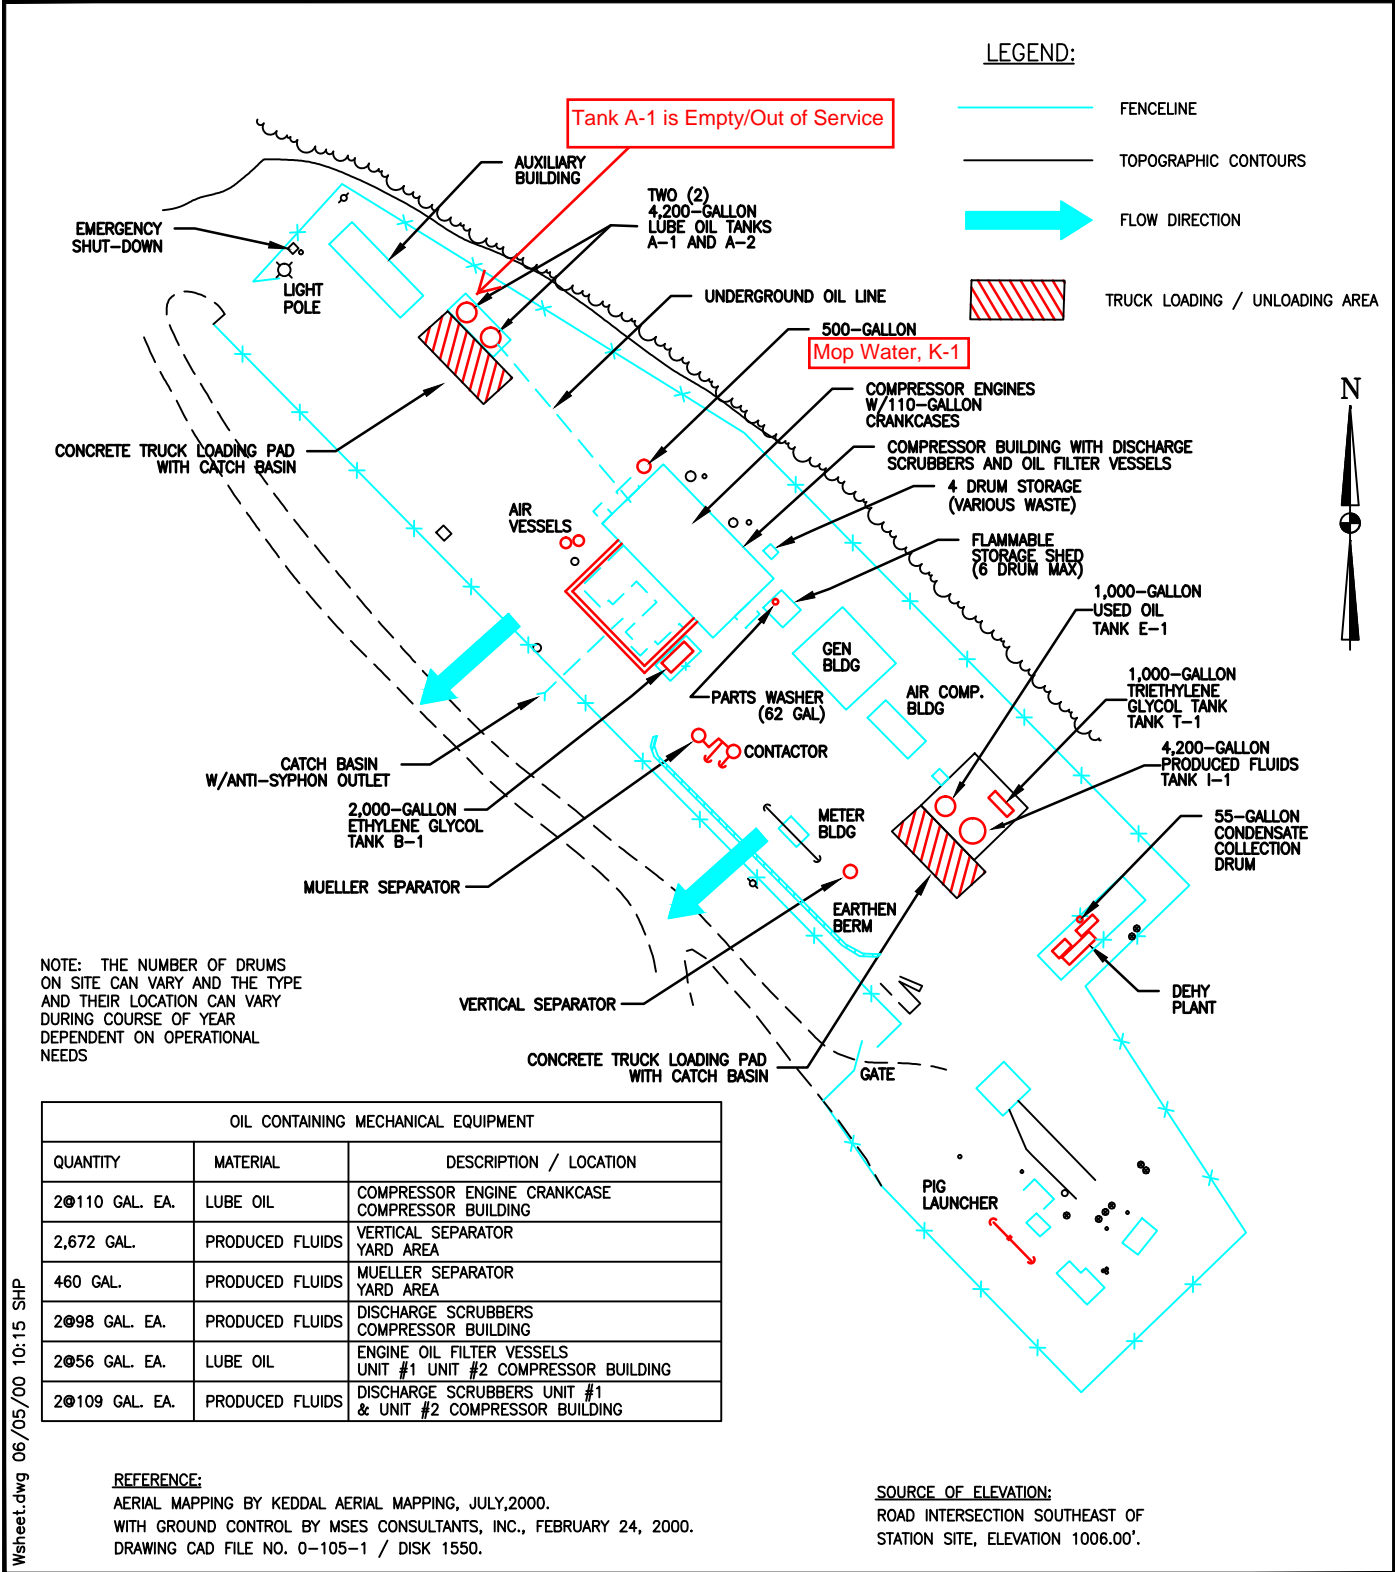 LEGEND:
FENCELINE
TOPOGRAPHIC CONTOURS
FLOW DIRECTION
TRUCK LOADING / UNLOADING AREA
Tank A-1 is Empty/Out of Service
AUXILIARY
BUILDING
TWO (2)
4,200-GALLON
LUBE OIL TANKS
A-1 AND A-2
EMERGENCY
SHUT-DOWN
LIGHT
POLE
UNDERGROUND OIL LINE
500-GALLON
Mop Water, K-1
COMPRESSOR ENGINES
W/110-GALLON
CRANKCASES
N
CONCRETE TRUCK LOADING PAD
WITH CATCH BASIN
COMPRESSOR BUILDING WITH DISCHARGE
SCRUBBERS AND OIL FILTER VESSELS
4 DRUM STORAGE
(VARIOUS WASTE)
AIR
VESSELS
FLAMMABLE
STORAGE SHED
(6 DRUM MAX)
1,000-GALLON
USED OIL
TANK E-1
GEN
BLDG
1,000-GALLON
TRIETHYLENE
GLYCOL TANK
TANK T-1
PARTS WASHER
(62 GAL)
AIR COMP.
BLDG
CONTACTOR
4,200-GALLON
PRODUCED FLUIDS
TANK I-1
CATCH BASIN
W/ANTI-SYPHON OUTLET
2,000-GALLON
ETHYLENE GLYCOL
TANK B-1
METER
BLDG
55-GALLON
CONDENSATE
COLLECTION
DRUM
MUELLER SEPARATOR
EARTHEN
BERM
NOTE: THE NUMBER OF DRUMS
ON SITE CAN VARY AND THE TYPE
AND THEIR LOCATION CAN VARY
DURING COURSE OF YEAR
DEPENDENT ON OPERATIONAL
NEEDS
VERTICAL SEPARATOR
DEHY
PLANT
CONCRETE TRUCK LOADING PAD
WITH CATCH BASIN
GATE
PIG
LAUNCHER
OIL CONTAINING MECHANICAL EQUIPMENT
QUANTITY MATERIAL DESCRIPTION / LOCATION
2@110 GAL. EA. LUBE OIL COMPRESSOR ENGINE CRANKCASE
COMPRESSOR BUILDING
2,672 GAL. PRODUCED FLUIDS VERTICAL SEPARATOR
YARD AREA
460 GAL. PRODUCED FLUIDS MUELLER SEPARATOR
YARD AREA
2@98 GAL. EA. PRODUCED FLUIDS DISCHARGE SCRUBBERS
COMPRESSOR BUILDING
2@56 GAL. EA. LUBE OIL ENGINE OIL FILTER VESSELS
UNIT #1 UNIT #2 COMPRESSOR BUILDING
2@109 GAL. EA. PRODUCED FLUIDS DISCHARGE SCRUBBERS UNIT #1
& UNIT #2 COMPRESSOR BUILDING
Wsheet.dwg 06/05/00 10:15 SHP
REFERENCE:
AERIAL MAPPING BY KEDDAL AERIAL MAPPING, JULY,2000.
WITH GROUND CONTROL BY MSES CONSULTANTS, INC., FEBRUARY 24, 2000.
DRAWING CAD FILE NO. 0-105-1 / DISK 1550.
SOURCE OF ELEVATION:
ROAD INTERSECTION SOUTHEAST OF
STATION SITE, ELEVATION 1006.00'.